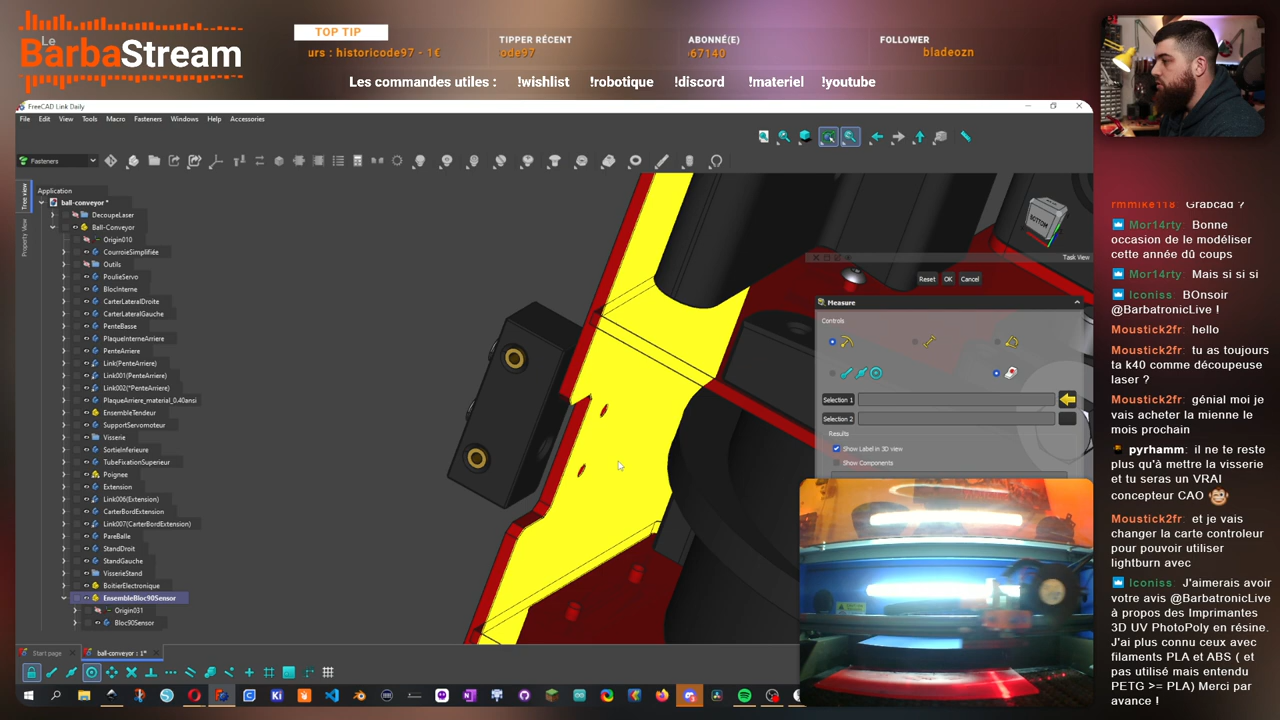 Le
BarbaStream
TOP TIP
urs : historicode97 - 1€
TIPPER RÉCENT
ode97
ABONNÉ(E)
67140
FOLLOWER
bladeozn
Les commandes utiles : !wishlist !robotique !discord !materiel !youtube
FreeCAD Link Daily
File Edit View Tools Macro Fasteners Windows Help Accessories
Fasteners
Tree view
Property View
Application
ball-conveyor *
DecoupeLaser
Ball-Conveyor
Origin010
CourroieSimplifiée
Outils
PoulieServo
BlocInterne
CarterLateralDroite
CarterLateralGauche
PenteBasse
PlaqueInterneArriere
PenteArriere
Link(PenteArriere)
Link001(PenteArriere)
Link002(*PenteArriere)
PlaqueArriere_material_0.40ansi
EnsembleTendeur
SupportServomoteur
Visserie
SortieInferieure
TubeFixationSuperieur
Poignee
Extension
Link006(Extension)
CarterBordExtension
Link007(CarterBordExtension)
PareBalle
StandDroit
StandGauche
VisserieStand
BoitierElectronique
EnsembleBloc90Sensor
Origin031
Bloc90Sensor
BOTTOM
Task View
Reset OK Cancel
Measure
Controls
Selection 1
Selection 2
Results
Show Label in 3D view
Show Components
Start page
ball-conveyor : 1*
rmmike118 Grabcad ?
Mor14rty Bonne
occasion de le modéliser
cette année dû coups
Mor14rty Mais si si si
Iconiss BOnsoir
@BarbatronicLive !
Moustick2fr hello
Moustick2fr tu as toujours
ta k40 comme découpeuse
laser ?
Moustick2fr génial moi je
vais acheter la mienne le
mois prochain
pyrharnm il ne te reste
plus qu'à mettre la visserie
et tu seras un VRAI
concepteur CAO
Moustick2fr et je vais
changer la carte controleur
pour pouvoir utiliser
lightburn avec
Iconiss J'aimerais avoir
votre avis @BarbatronicLive
à propos des Imprimantes
3D UV PhotoPoly en résine.
J'ai plus connu ceux avec
filaments PLA et ABS ( et
pas utilisé mais entendu
PETG >= PLA) Merci par
avance !